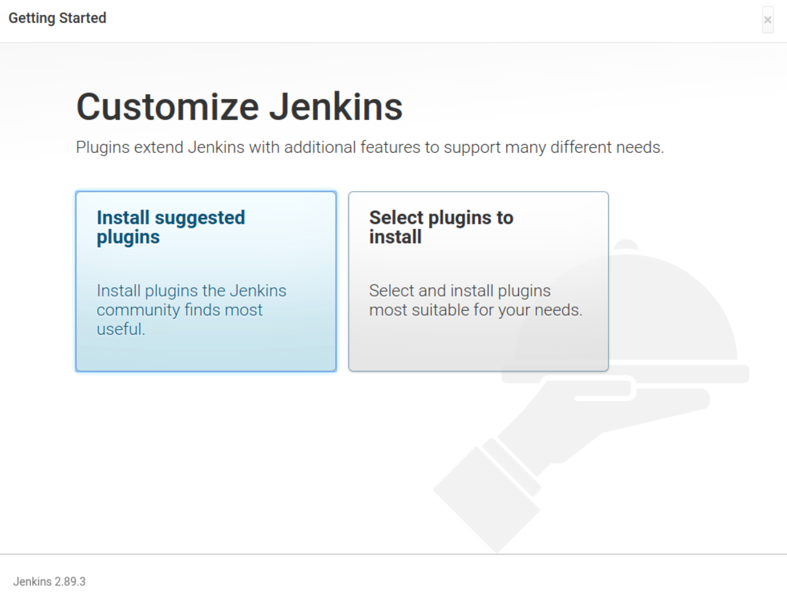 Getting Started
×
Customize Jenkins
Plugins extend Jenkins with additional features to support many different needs.
Install suggested
plugins
Install plugins the Jenkins
community finds most
useful.
Select plugins to
install
Select and install plugins
most suitable for your needs.
Jenkins 2.89.3